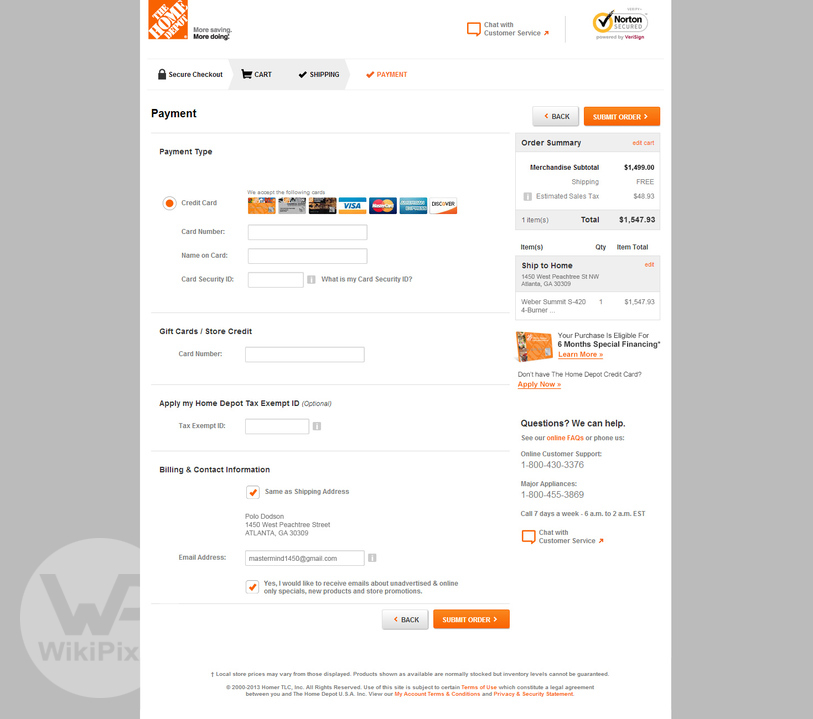 THE HOME DEPOT
More saving.
More doing.
Chat with
Customer Service
Norton
SECURED
powered by VeriSign
Secure Checkout
CART
SHIPPING
PAYMENT
Payment
BACK
SUBMIT ORDER
Payment Type
We accept the following cards
Credit Card
VISA
MasterCard
DISCOVER
Card Number:
Name on Card:
Card Security ID:
i
What is my Card Security ID?
Gift Cards / Store Credit
Card Number:
Apply my Home Depot Tax Exempt ID (Optional)
Tax Exempt ID:
i
Billing & Contact Information
Same as Shipping Address
Polo Dodson
1450 West Peachtree Street
ATLANTA, GA 30309
Email Address:
mastermind1450@gmail.com
i
Yes, I would like to receive emails about unadvertised & online
only specials, new products and store promotions.
BACK
SUBMIT ORDER
Order Summary
edit cart
Merchandise Subtotal $1,499.00
Shipping FREE
i Estimated Sales Tax $48.93
1 item(s) Total $1,547.93
Item(s) Qty Item Total
Ship to Home edit
1450 West Peachtree St NW
Atlanta, GA 30309
Weber Summit S-420 1 $1,547.93
4-Burner ...
Your Purchase Is Eligible For
6 Months Special Financing*
Learn More »
Don't have The Home Depot Credit Card?
Apply Now »
Questions? We can help.
See our online FAQs or phone us:
Online Customer Support:
1-800-430-3376
Major Appliances:
1-800-455-3869
Call 7 days a week - 6 a.m. to 2 a.m. EST
Chat with
Customer Service
WikiPix
† Local store prices may vary from those displayed. Products shown as available are normally stocked but inventory levels cannot be guaranteed.
© 2000-2013 Homer TLC, Inc. All Rights Reserved. Use of this site is subject to certain Terms of Use which constitute a legal agreement
between you and The Home Depot U.S.A. Inc. View our My Account Terms & Conditions and Privacy & Security Statement.